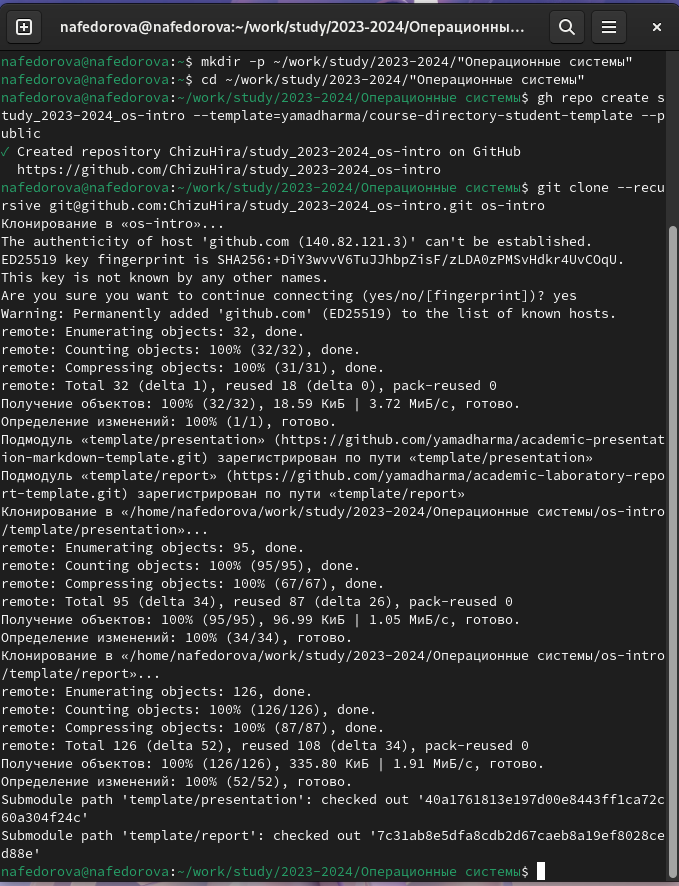 nafedorova@nafedorova:~/work/study/2023-2024/Операционны...
nafedorova@nafedorova:~$ mkdir -p ~/work/study/2023-2024/"Операционные системы"
nafedorova@nafedorova:~$ cd ~/work/study/2023-2024/"Операционные системы"
nafedorova@nafedorova:~/work/study/2023-2024/Операционные системы$ gh repo create s
tudy_2023-2024_os-intro --template=yamadharma/course-directory-student-template --p
ublic
✓ Created repository ChizuHira/study_2023-2024_os-intro on GitHub
https://github.com/ChizuHira/study_2023-2024_os-intro
nafedorova@nafedorova:~/work/study/2023-2024/Операционные системы$ git clone --recu
rsive git@github.com:ChizuHira/study_2023-2024_os-intro.git os-intro
Клонирование в «os-intro»...
The authenticity of host 'github.com (140.82.121.3)' can't be established.
ED25519 key fingerprint is SHA256:+DiY3wvvV6TuJJhbpZisF/zLDA0zPMSvHdkr4UvCOqU.
This key is not known by any other names.
Are you sure you want to continue connecting (yes/no/[fingerprint])? yes
Warning: Permanently added 'github.com' (ED25519) to the list of known hosts.
remote: Enumerating objects: 32, done.
remote: Counting objects: 100% (32/32), done.
remote: Compressing objects: 100% (31/31), done.
remote: Total 32 (delta 1), reused 18 (delta 0), pack-reused 0
Получение объектов: 100% (32/32), 18.59 КиБ | 3.72 МиБ/с, готово.
Определение изменений: 100% (1/1), готово.
Подмодуль «template/presentation» (https://github.com/yamadharma/academic-presentat
ion-markdown-template.git) зарегистрирован по пути «template/presentation»
Подмодуль «template/report» (https://github.com/yamadharma/academic-laboratory-repo
rt-template.git) зарегистрирован по пути «template/report»
Клонирование в «/home/nafedorova/work/study/2023-2024/Операционные системы/os-intro
/template/presentation»...
remote: Enumerating objects: 95, done.
remote: Counting objects: 100% (95/95), done.
remote: Compressing objects: 100% (67/67), done.
remote: Total 95 (delta 34), reused 87 (delta 26), pack-reused 0
Получение объектов: 100% (95/95), 96.99 КиБ | 1.05 МиБ/с, готово.
Определение изменений: 100% (34/34), готово.
Клонирование в «/home/nafedorova/work/study/2023-2024/Операционные системы/os-intro
/template/report»...
remote: Enumerating objects: 126, done.
remote: Counting objects: 100% (126/126), done.
remote: Compressing objects: 100% (87/87), done.
remote: Total 126 (delta 52), reused 108 (delta 34), pack-reused 0
Получение объектов: 100% (126/126), 335.80 КиБ | 1.91 МиБ/с, готово.
Определение изменений: 100% (52/52), готово.
Submodule path 'template/presentation': checked out '40a1761813e197d00e8443ff1ca72c
60a304f24c'
Submodule path 'template/report': checked out '7c31ab8e5dfa8cdb2d67caeb8a19ef8028ce
d88e'
nafedorova@nafedorova:~/work/study/2023-2024/Операционные системы$